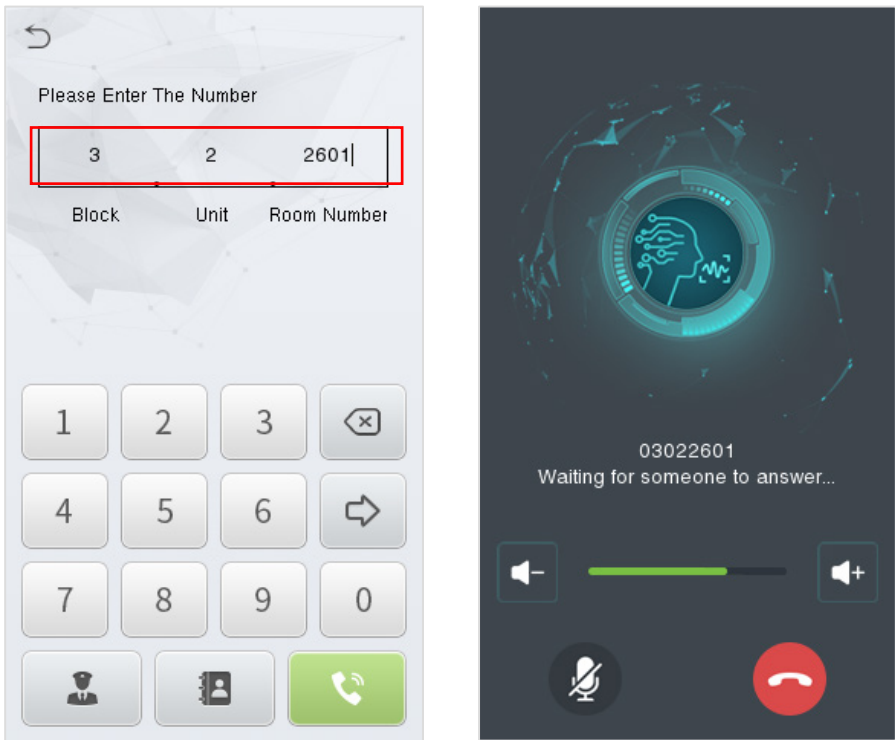 Please Enter The Number
3 2 2601
Block Unit Room Number
1 2 3
4 5 6
7 8 9 0
03022601
Waiting for someone to answer...